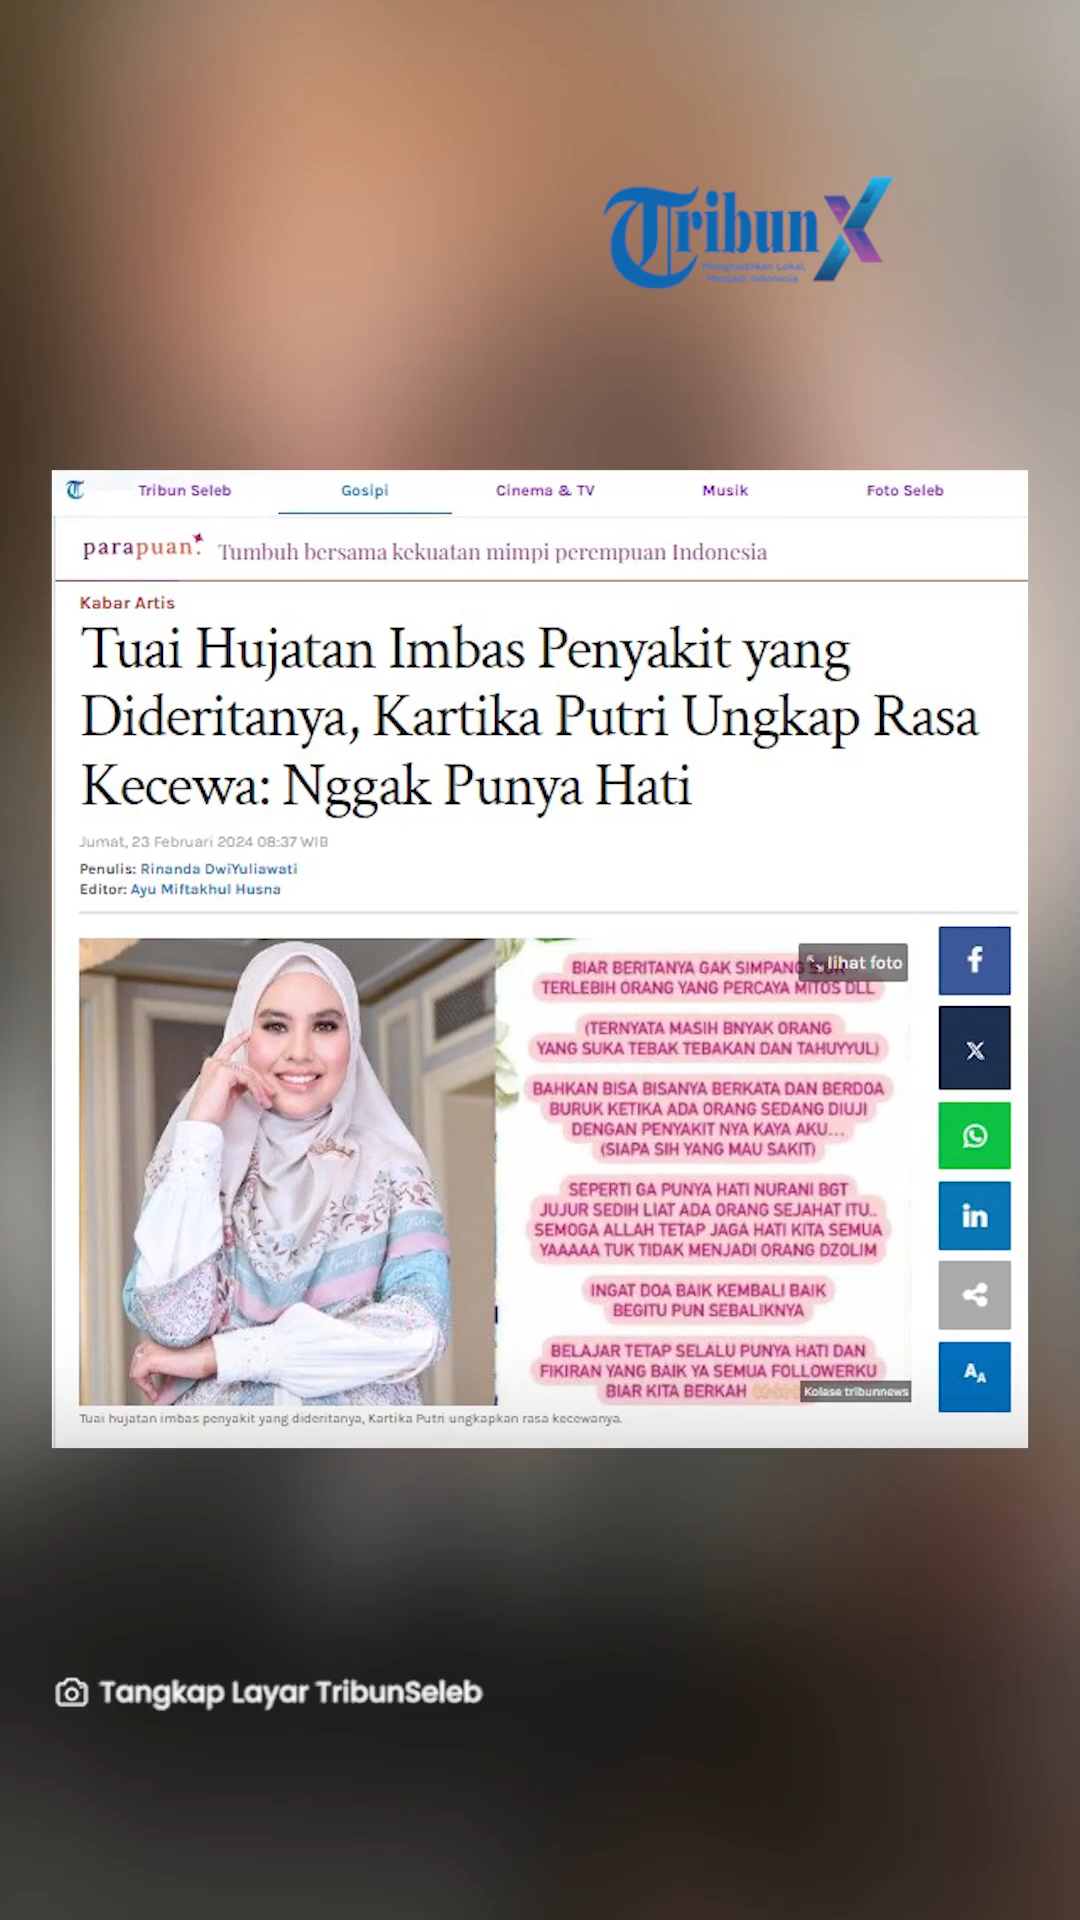 Tribun X
Menghadirkan Lokal,
Menjadi Indonesia
Tribun Seleb
Gosipi
Cinema & TV
Musik
Foto Seleb
parapuan.
Tumbuh bersama kekuatan mimpi perempuan Indonesia
Kabar Artis
Tuai Hujatan Imbas Penyakit yang
Dideritanya, Kartika Putri Ungkap Rasa
Kecewa: Nggak Punya Hati
Jumat, 23 Februari 2024 08:37 WIB
Penulis: Rinanda DwiYuliawati
Editor: Ayu Miftakhul Husna
lihat foto
BIAR BERITANYA GAK SIMPANG
TERLEBIH ORANG YANG PERCAYA MITOS DLL
(TERNYATA MASIH BNYAK ORANG
YANG SUKA TEBAK TEBAKAN DAN TAHUYYUL)
BAHKAN BISA BISANYA BERKATA DAN BERDOA
BURUK KETIKA ADA ORANG SEDANG DIUJI
DENGAN PENYAKIT NYA KAYA AKU...
(SIAPA SIH YANG MAU SAKIT)
SEPERTI GA PUNYA HATI NURANI BGT
JUJUR SEDIH LIAT ADA ORANG SEJAHAT ITU..
SEMOGA ALLAH TETAP JAGA HATI KITA SEMUA
YAAAAA TUK TIDAK MENJADI ORANG DZOLIM
INGAT DOA BAIK KEMBALI BAIK
BEGITU PUN SEBALIKNYA
BELAJAR TETAP SELALU PUNYA HATI DAN
FIKIRAN YANG BAIK YA SEMUA FOLLOWERKU
BIAR KITA BERKAH
Kolase tribunnews
Tuai hujatan imbas penyakit yang dideritanya, Kartika Putri ungkapkan rasa kecewanya.
Tangkap Layar TribunSeleb